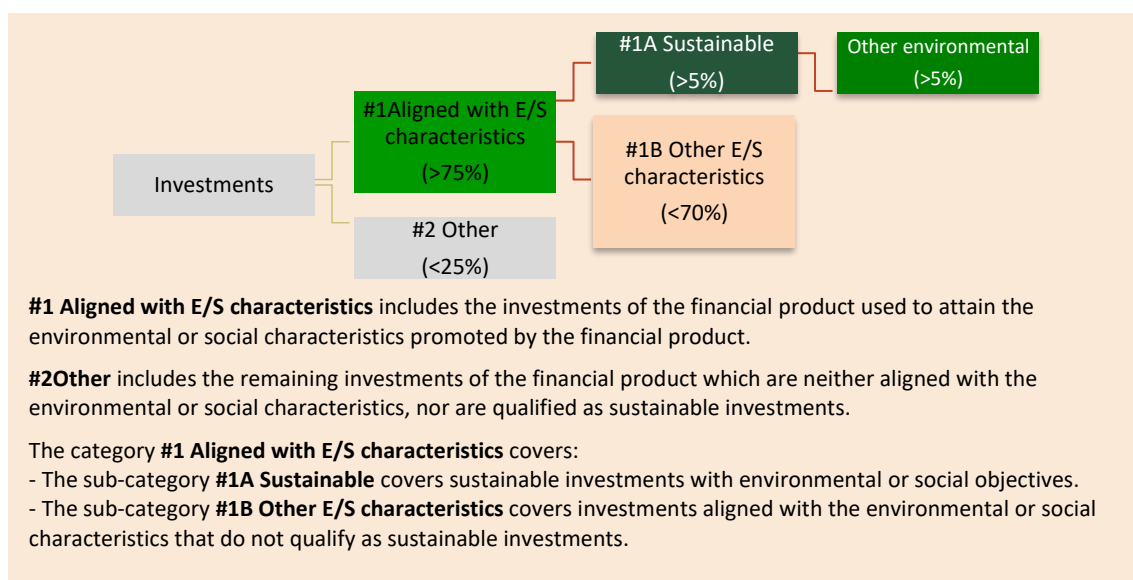 #1A Sustainable
(>5%)
Other environmental
(>5%)
#1Aligned with E/S
characteristics
(>75%)
#1B Other E/S
characteristics
(<70%)
Investments
#2 Other
(<25%)
#1 Aligned with E/S characteristics includes the investments of the financial product used to attain the
environmental or social characteristics promoted by the financial product.
#2Other includes the remaining investments of the financial product which are neither aligned with the
environmental or social characteristics, nor are qualified as sustainable investments.
The category #1 Aligned with E/S characteristics covers:
- The sub-category #1A Sustainable covers sustainable investments with environmental or social objectives.
- The sub-category #1B Other E/S characteristics covers investments aligned with the environmental or social
characteristics that do not qualify as sustainable investments.